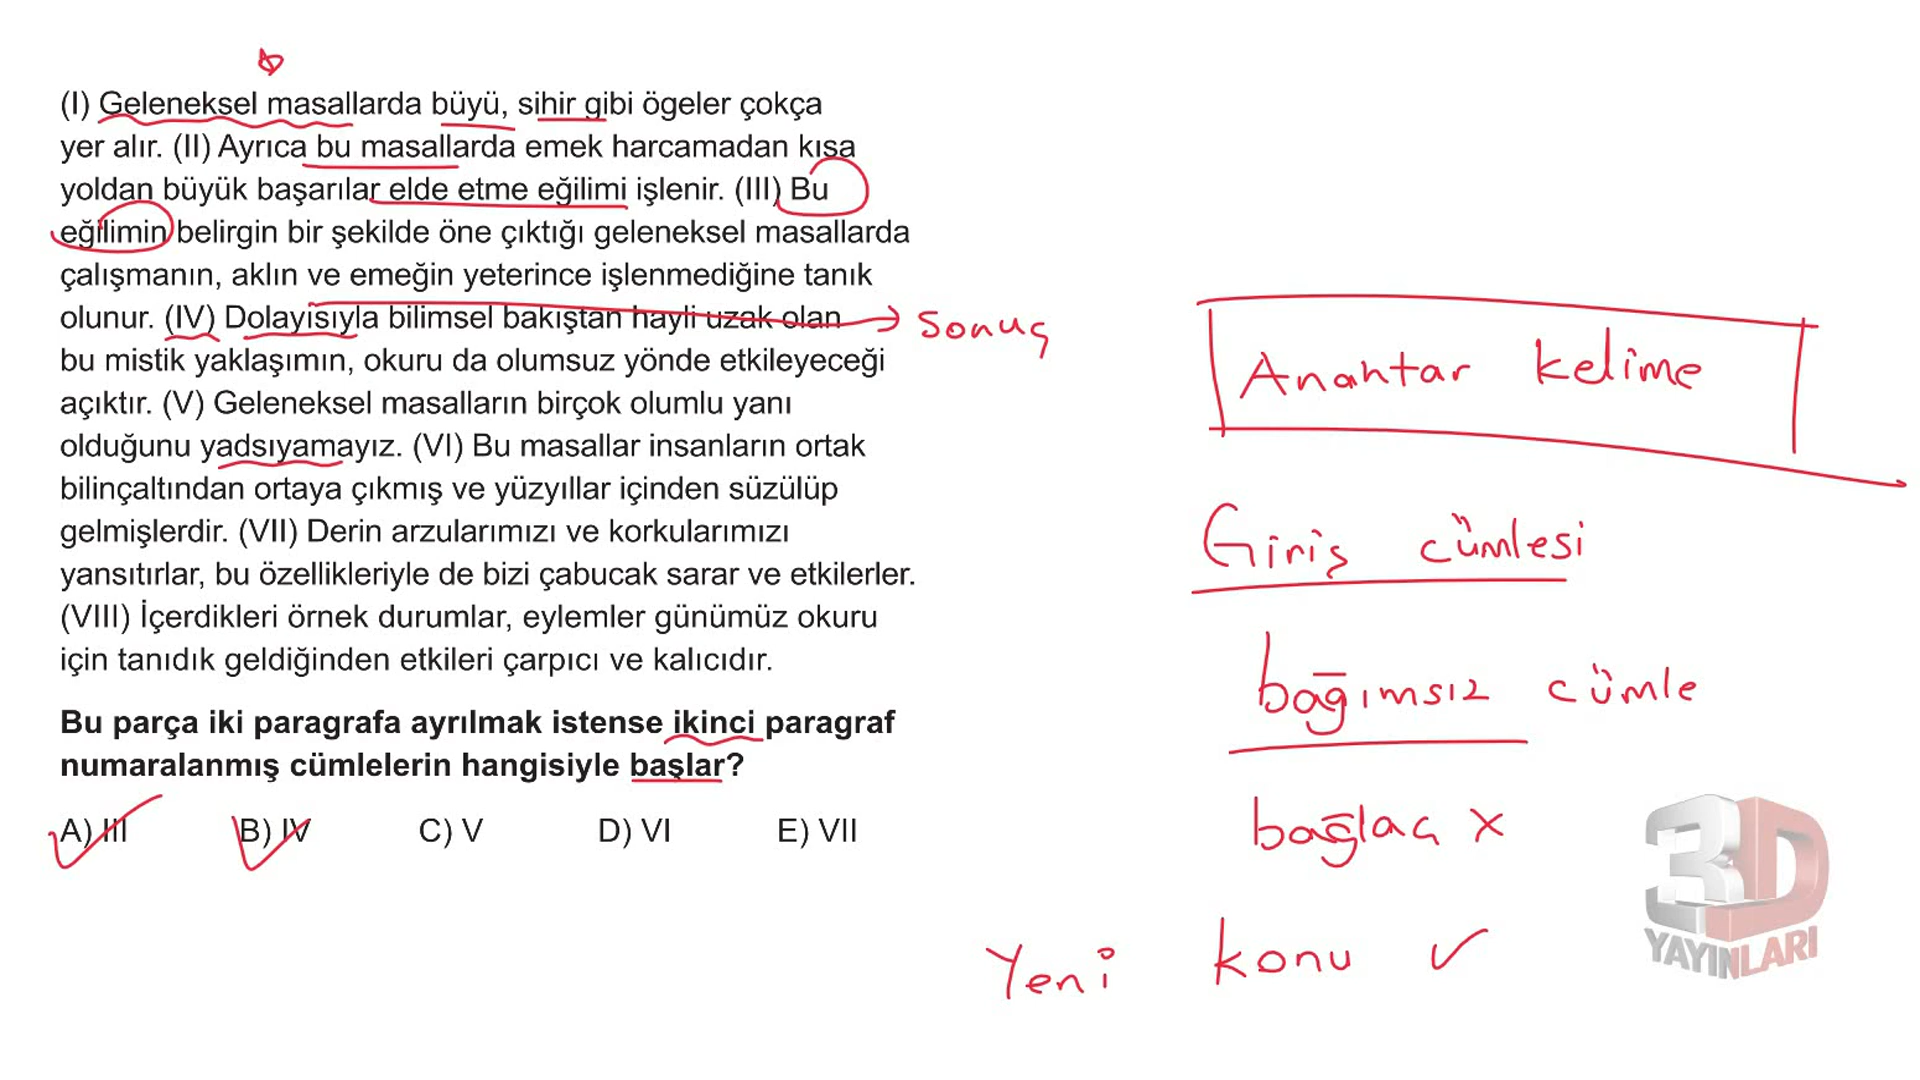 (I) Geleneksel masallarda büyü, sihir gibi ögeler çokça
yer alır. (II) Ayrıca bu masallarda emek harcamadan kısa
yoldan büyük başarılar elde etme eğilimi işlenir. (III) Bu
eğilimin belirgin bir şekilde öne çıktığı geleneksel masallarda
çalışmanın, aklın ve emeğin yeterince işlenmediğine tanık
olunur. (IV) Dolayısıyla bilimsel bakıştan hayli uzak olan
bu mistik yaklaşımın, okuru da olumsuz yönde etkileyeceği
açıktır. (V) Geleneksel masalların birçok olumlu yanı
olduğunu yadsıyamayız. (VI) Bu masallar insanların ortak
bilinçaltından ortaya çıkmış ve yüzyıllar içinden süzülüp
gelmişlerdir. (VII) Derin arzularımızı ve korkularımızı
yansıtırlar, bu özellikleriyle de bizi çabucak sarar ve etkilerler.
(VIII) İçerdikleri örnek durumlar, eylemler günümüz okuru
için tanıdık geldiğinden etkileri çarpıcı ve kalıcıdır.
Bu parça iki paragrafa ayrılmak istense ikinci paragraf
numaralanmış cümlelerin hangisiyle başlar?
A) III B) IV C) V D) VI E) VII
Sonuç
Anahtar kelime
Giriş cümlesi
bağımsız cümle
bağlaç X
Yeni konu ✓
3D
YAYINLARI